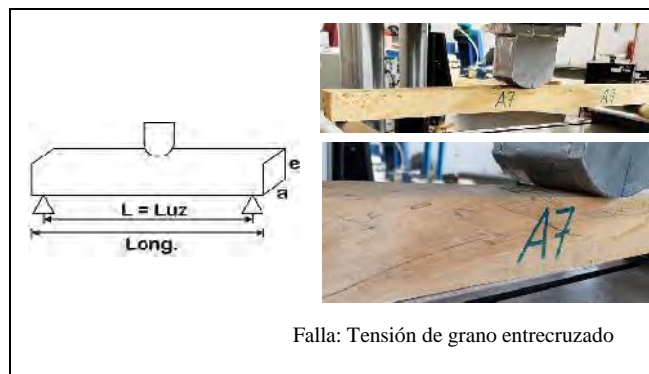 e
a
L = Luz
Long.
A7
A7
A7
Falla: Tensión de grano entrecruzado